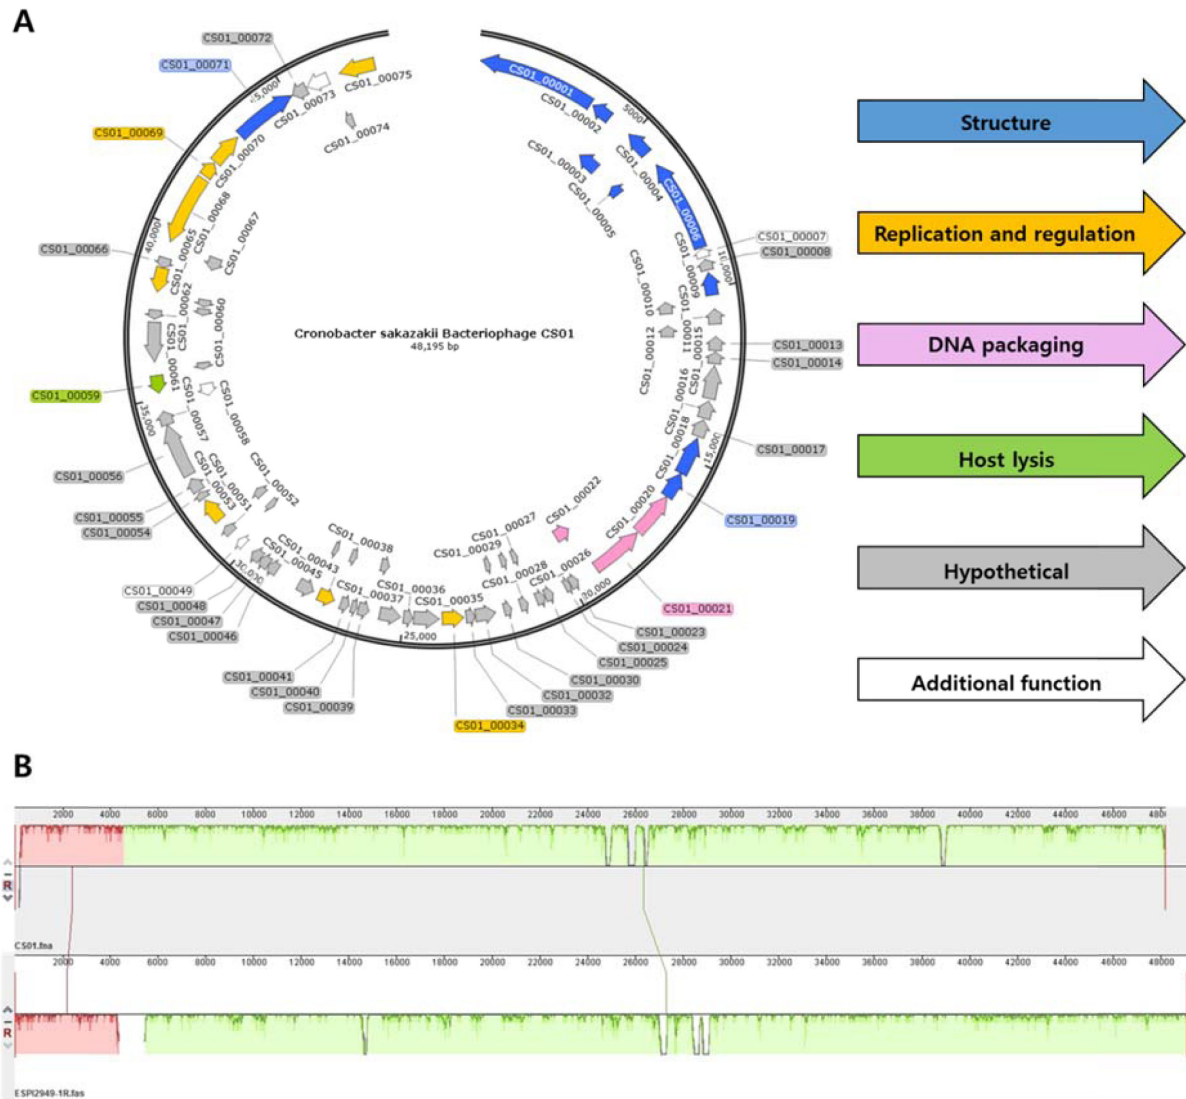 A
CS01_00072
CS01_00071
CS01_00075
CS01_00073
CS01_00074
CS01_00069
CS01_00070
CS01_00068
CS01_00067
CS01_00065
CS01_00066
CS01_00062
CS01_00060
CS01_00061
CS01_00059
CS01_00058
CS01_00057
CS01_00056
CS01_00055
CS01_00054
CS01_00053
CS01_00051
CS01_00052
CS01_00049
CS01_00048
CS01_00047
CS01_00046
CS01_00045
CS01_00043
CS01_00041
CS01_00040
CS01_00039
CS01_00038
CS01_00037
CS01_00036
CS01_00035
CS01_00034
CS01_00033
CS01_00032
CS01_00030
CS01_00029
CS01_00028
CS01_00027
CS01_00026
CS01_00025
CS01_00024
CS01_00023
CS01_00022
CS01_00021
CS01_00020
CS01_00019
CS01_00018
CS01_00017
CS01_00016
CS01_00015
CS01_00014
CS01_00013
CS01_00012
CS01_00011
CS01_00010
CS01_00009
CS01_00008
CS01_00007
CS01_00006
CS01_00005
CS01_00004
CS01_00003
CS01_00002
CS01_00001
5000
10,000
15,000
20,000
25,000
30,000
35,000
40,000
45,000
Cronobacter sakazakii Bacteriophage CS01
48,195 bp
Structure
Replication and regulation
DNA packaging
Host lysis
Hypothetical
Additional function
B
2000 4000 6000 8000 10000 12000 14000 16000 18000 20000 22000 24000 26000 28000 30000 32000 34000 36000 38000 40000 42000 44000 46000 480
R
CS01.fna
2000 4000 6000 8000 10000 12000 14000 16000 18000 20000 22000 24000 26000 28000 30000 32000 34000 36000 38000 40000 42000 44000 46000 48000
R
ESPI2949-1R.fas